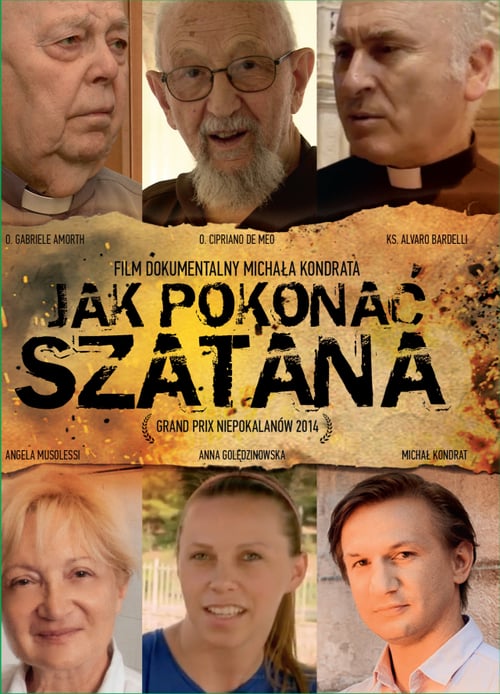 O. GABRIELE AMORTH
O. CIPRIANO DE MEO
KS. ALVARO BARDELLI
FILM DOKUMENTALNY MICHAŁA KONDRATA
JAK POKONAĆ
SZATANA
GRAND PRIX NIEPOKALANÓW 2014
ANGELA MUSOLESSI
ANNA GOLĘDZINOWSKA
MICHAŁ KONDRAT